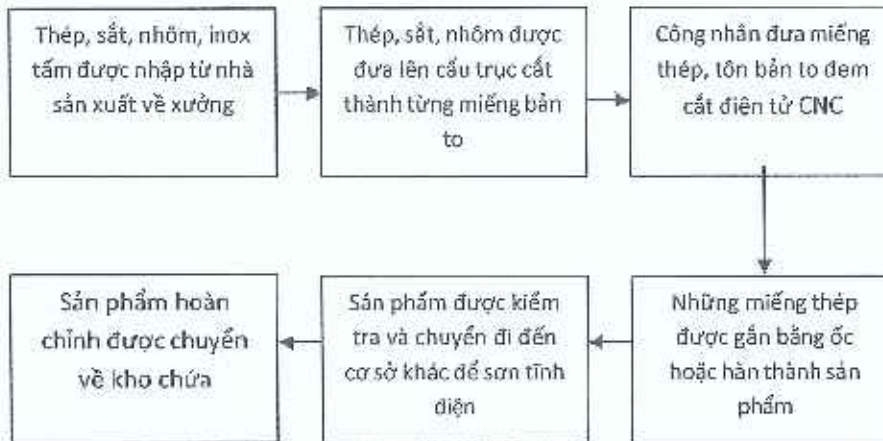 Thép, sắt, nhôm, inox
tấm được nhập từ nhà
sản xuất về xưởng
Thép, sắt, nhôm được
đưa lên cẩu trục cắt
thành từng miếng bản
to
Công nhân đưa miếng
thép, tôn bản to đem
cắt điện tử CNC
Những miếng thép
được gắn bằng ốc
hoặc hàn thành sản
phẩm
Sản phẩm được kiểm
tra và chuyển đi đến
cơ sở khác để sơn tĩnh
điện
Sản phẩm hoàn
chỉnh được chuyển
về kho chứa